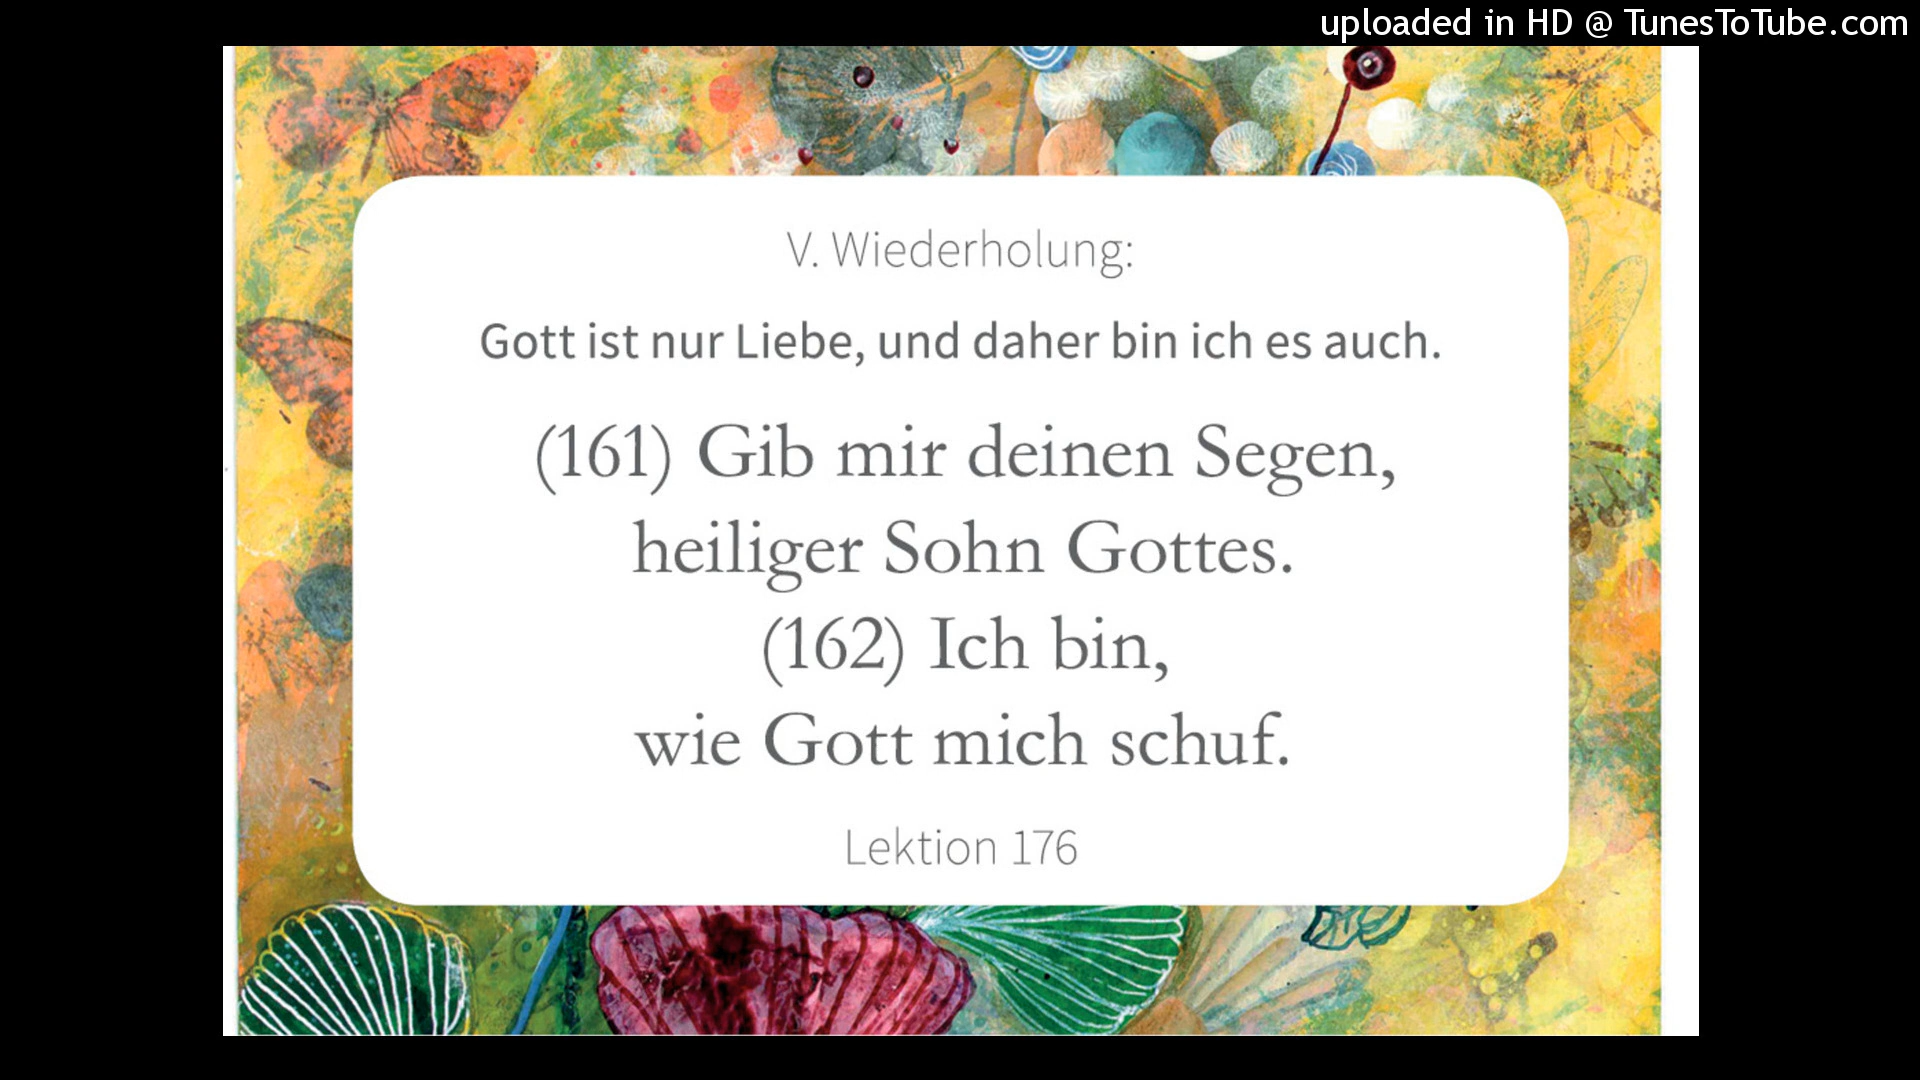 uploaded in HD @ TunesToTube.com
V. Wiederholung:
Gott ist nur Liebe, und daher bin ich es auch.
(161) Gib mir deinen Segen,
heiliger Sohn Gottes.
(162) Ich bin,
wie Gott mich schuf.
Lektion 176